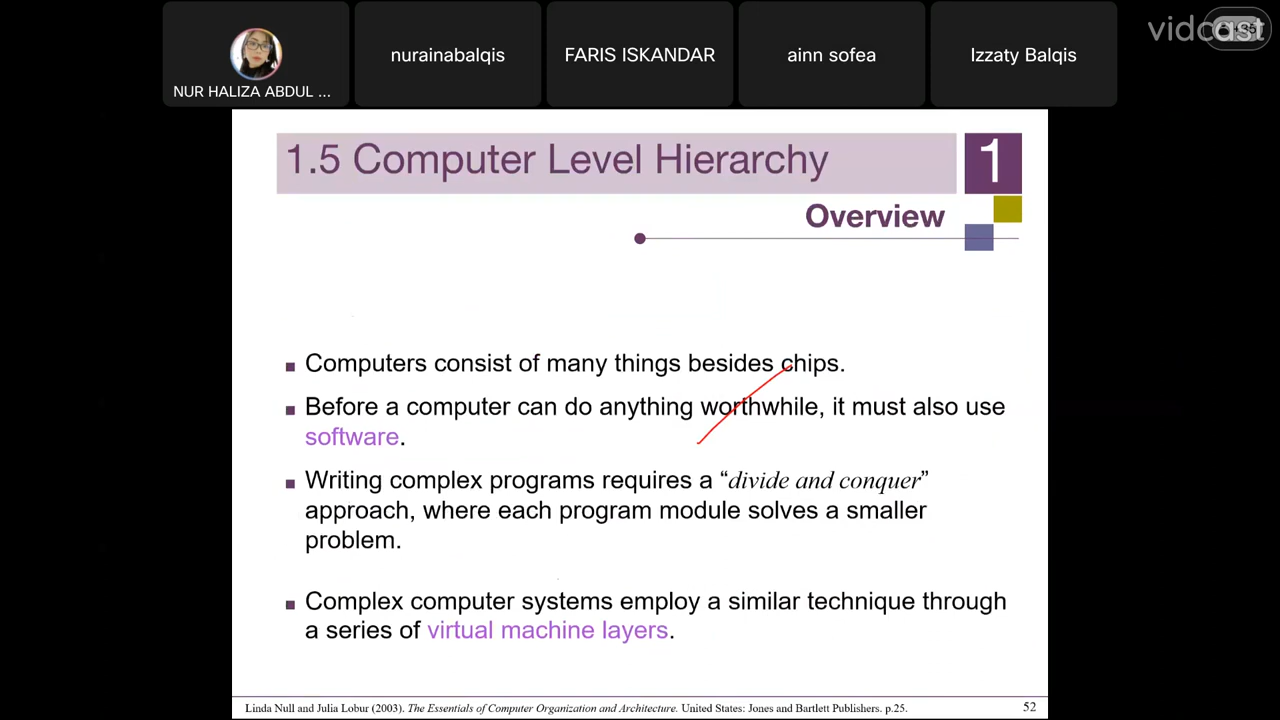 vidcast
NUR HALIZA ABDUL ...
nurainabalqis
FARIS ISKANDAR
ainn sofea
Izzaty Balqis
1.5 Computer Level Hierarchy
1
Overview
Computers consist of many things besides chips.
Before a computer can do anything worthwhile, it must also use
software.
Writing complex programs requires a “divide and conquer”
approach, where each program module solves a smaller
problem.
Complex computer systems employ a similar technique through
a series of virtual machine layers.
Linda Null and Julia Lobur (2003). The Essentials of Computer Organization and Architecture. United States: Jones and Bartlett Publishers. p.25.
52